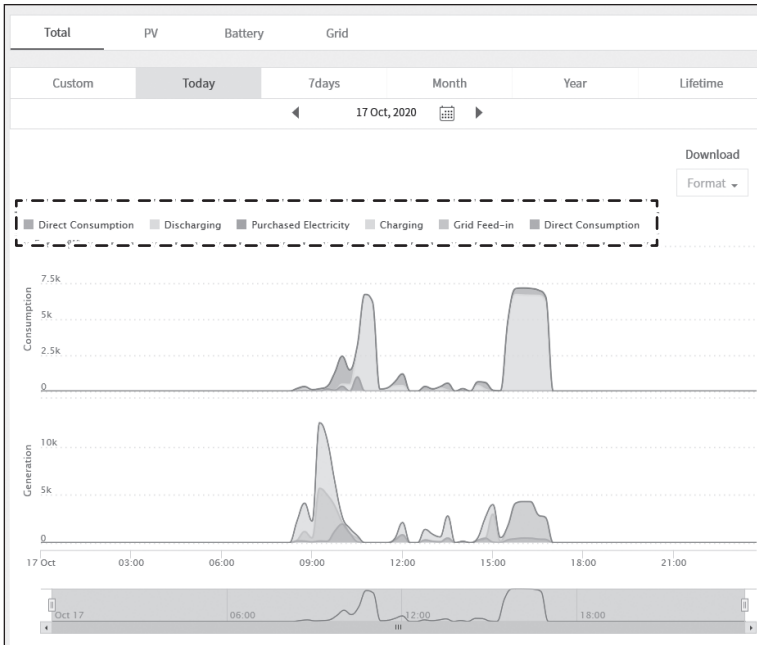 Total PV Battery Grid
Custom Today 7days Month Year Lifetime
17 Oct, 2020
Download
Format
Direct Consumption Discharging Purchased Electricity Charging Grid Feed-in Direct Consumption
Consumption
7.5k
5k
2.5k
0
Generation
10k
5k
0
17 Oct 03:00 06:00 09:00 12:00 15:00 18:00 21:00
Oct 17 06:00 12:00 18:00